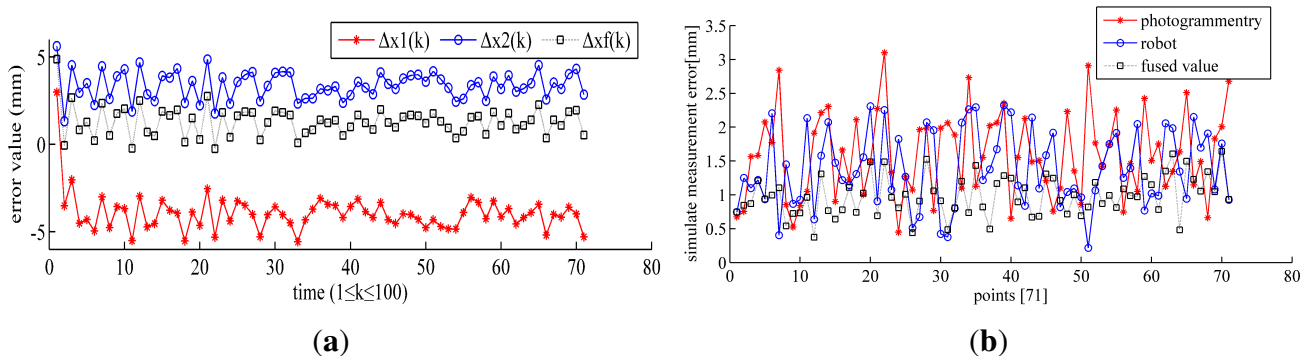 Δx1(k) Δx2(k) Δxf(k)
error value (mm)
5
0
-5
0 10 20 30 40 50 60 70 80
time (1≤k≤100)
(a)
photogrammentry
robot
fused value
simulate measurement error[mm]
3.5
3
2.5
2
1.5
1
0.5
0
0 10 20 30 40 50 60 70 80
points [71]
(b)